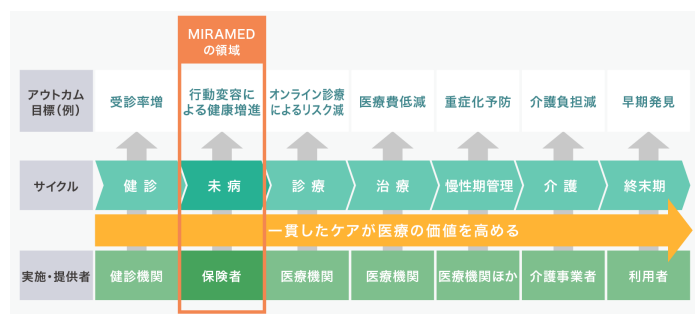 MIRAMED
の領域
アウトカム
目標（例）
受診率増
行動変容に
よる健康増進
オンライン診療
によるリスク減
医療費低減
重症化予防
介護負担減
早期発見
サイクル
健診
未病
診療
治療
慢性期管理
介護
終末期
一貫したケアが医療の価値を高める
実施・提供者
健診機関
保険者
医療機関
医療機関
医療機関ほか
介護事業者
利用者